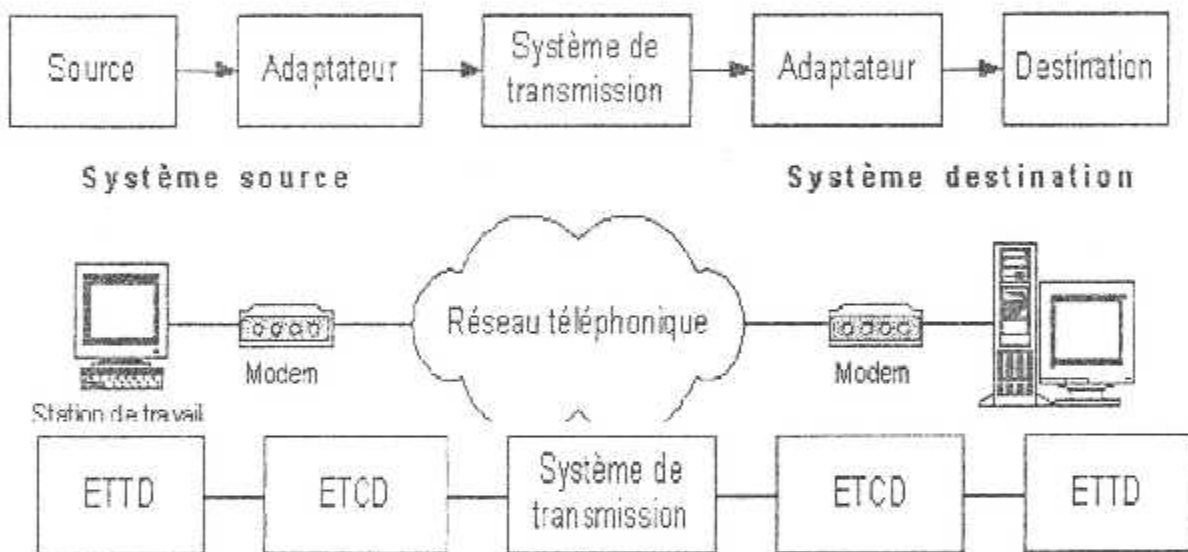 Source
Adaptateur
Système de
transmission
Adaptateur
Destination
Système source
Système destination
Réseau téléphonique
Modem
Modem
Station de travail
ETTD
ETCD
Système de
transmission
ETCD
ETTD